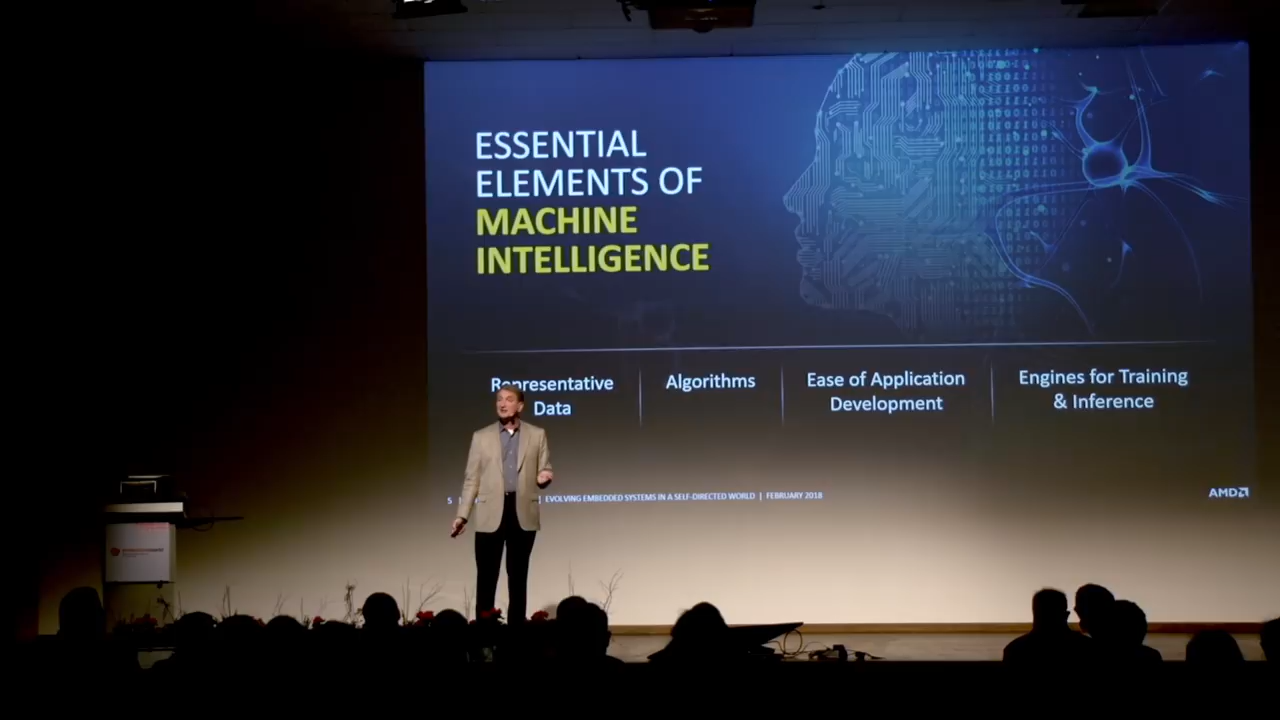 ESSENTIAL
ELEMENTS OF
MACHINE
INTELLIGENCE
Representative
Data
Algorithms
Ease of Application
Development
Engines for Training
& Inference
5 | EVOLVING EMBEDDED SYSTEMS IN A SELF-DIRECTED WORLD | FEBRUARY 2018
AMD